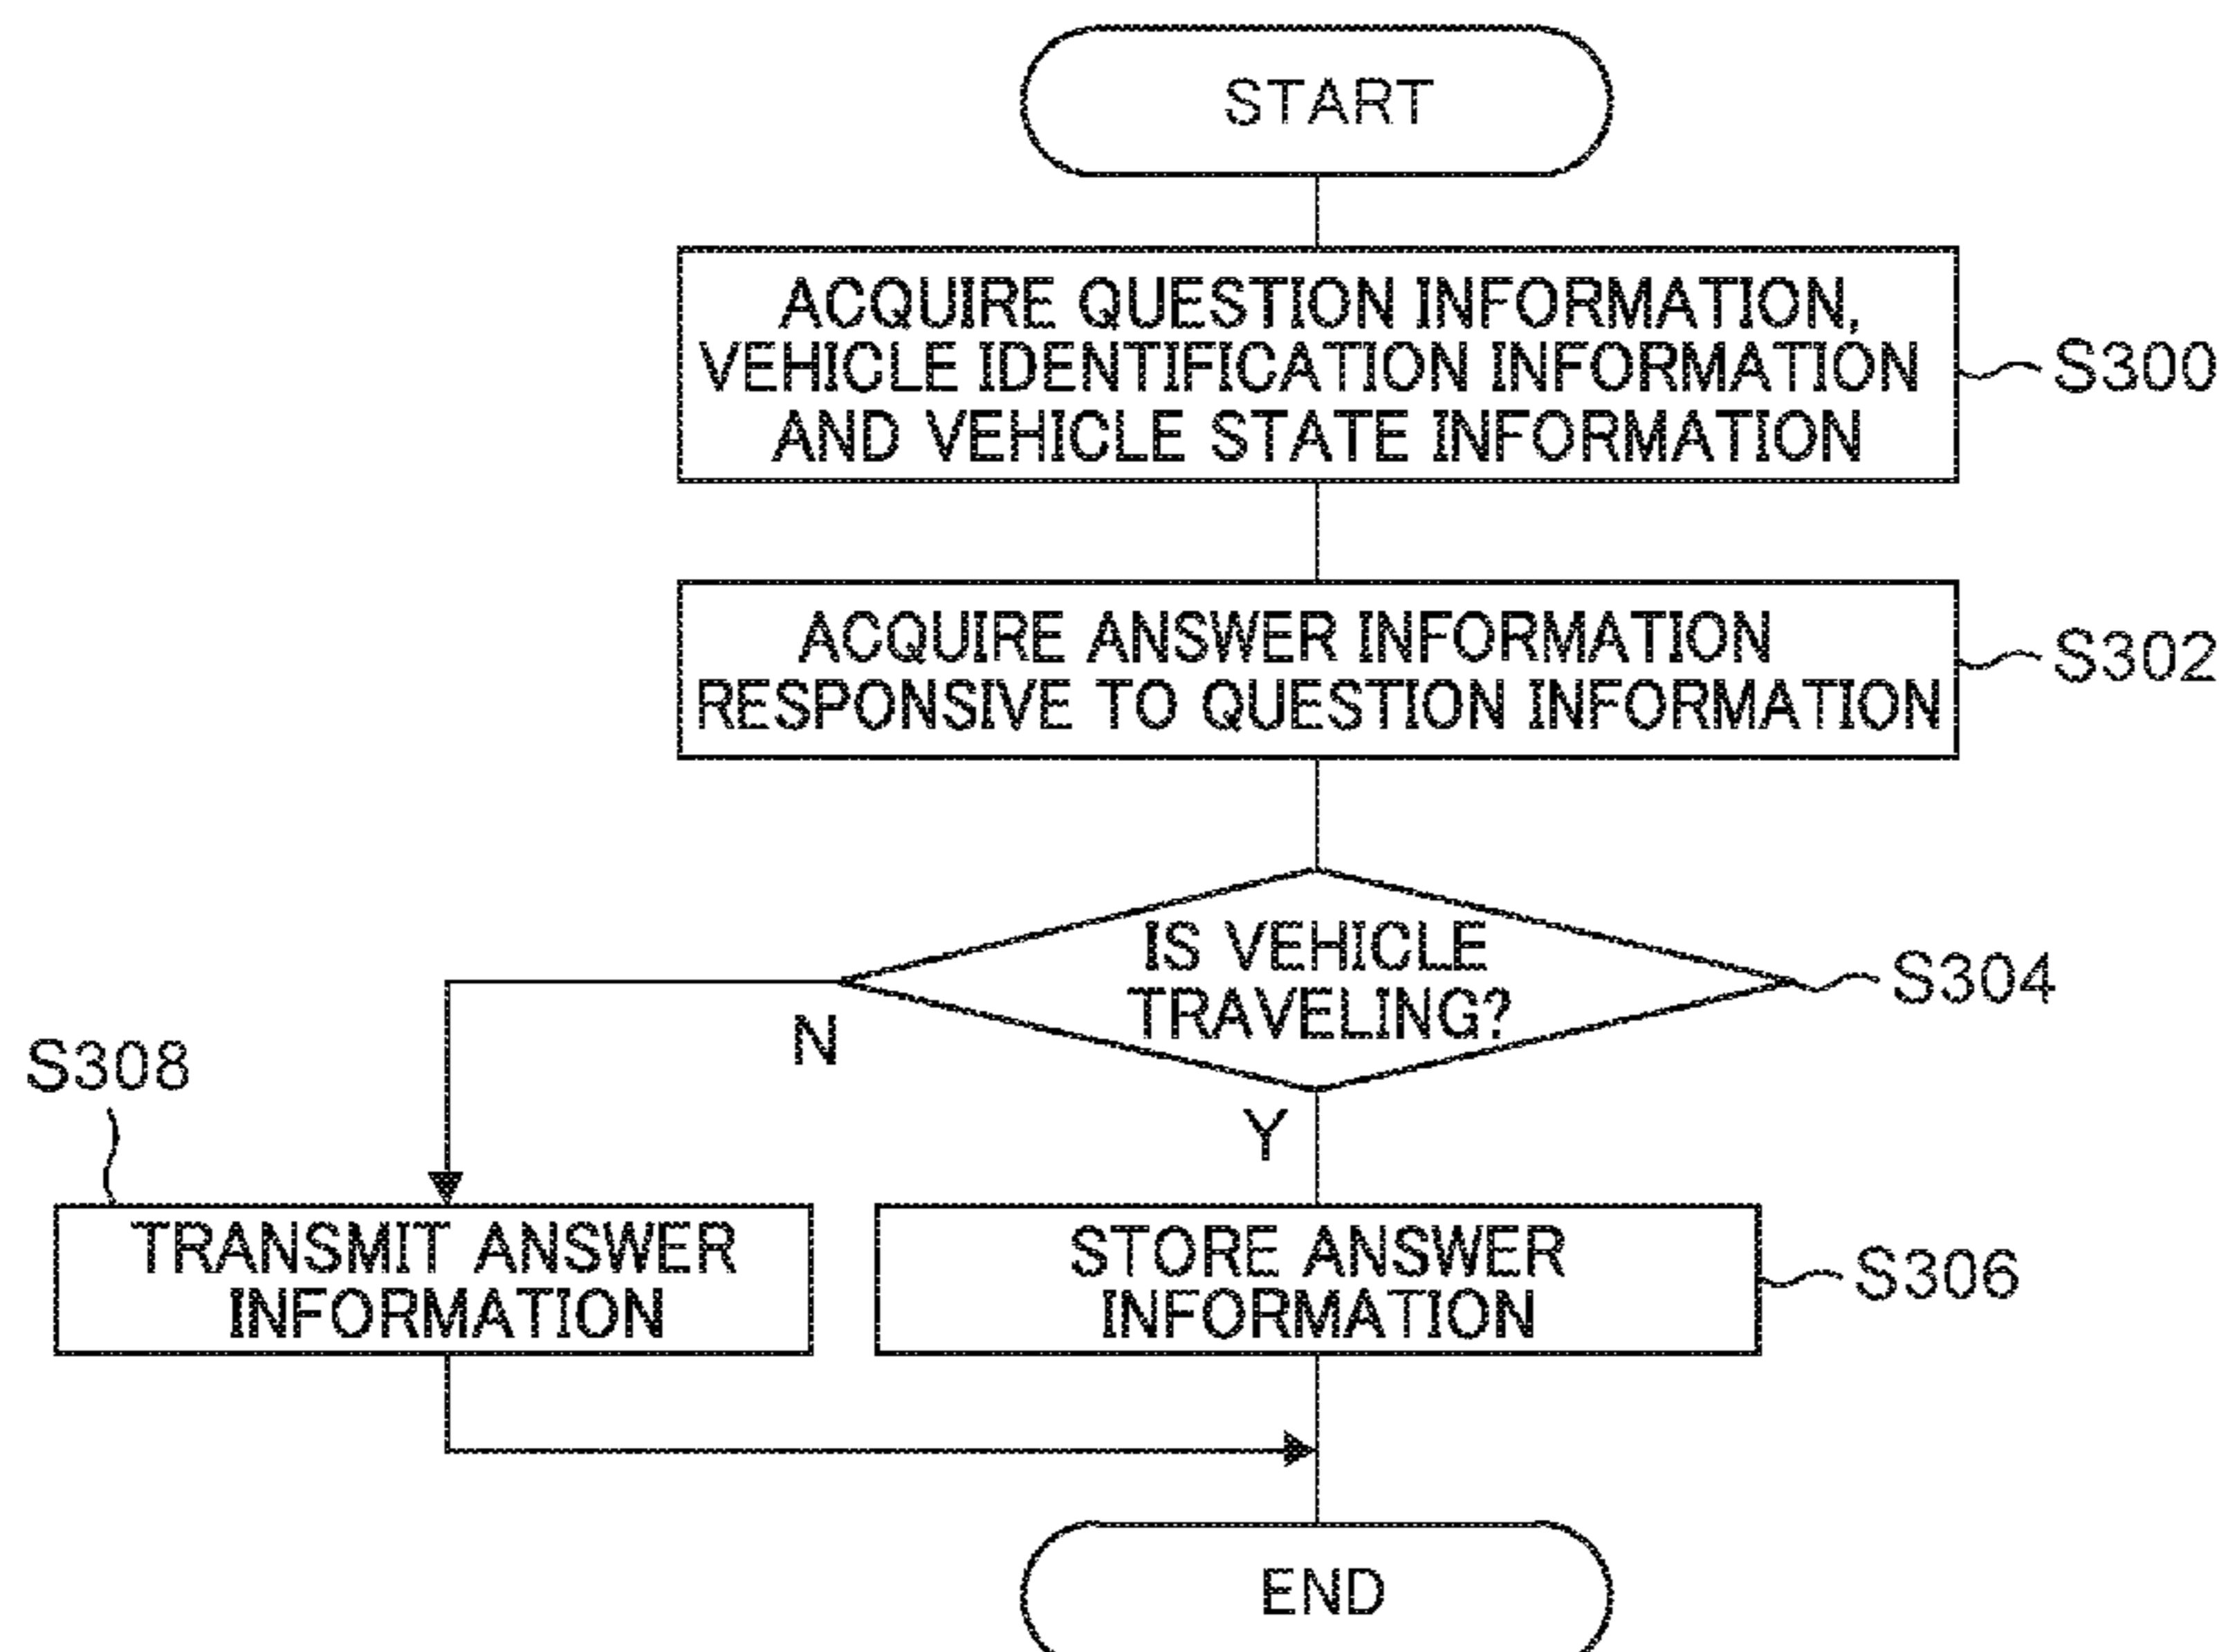 START
ACQUIRE QUESTION INFORMATION,
VEHICLE IDENTIFICATION INFORMATION
AND VEHICLE STATE INFORMATION
S300
ACQUIRE ANSWER INFORMATION
RESPONSIVE TO QUESTION INFORMATION
S302
IS VEHICLE
TRAVELING?
S304
N
Y
S308
TRANSMIT ANSWER
INFORMATION
STORE ANSWER
INFORMATION
S306
END